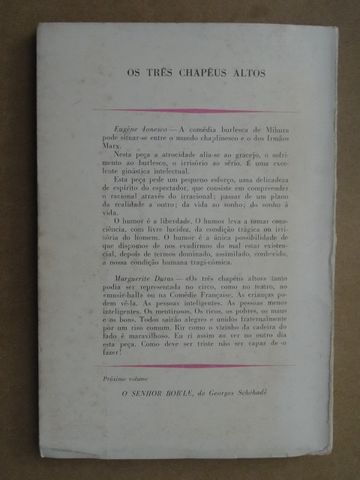 OS TRÊS CHAPÉUS ALTOS
Eugène Ionesco — A comédia burlesca de Mihura
pode situar-se entre o mundo chaplinesco e o dos Irmãos
Marx.
Nesta peça a atrocidade alia-se ao gracejo, o sofri-
mento ao burlesco, o irrisório ao sério. É uma exce-
lente ginástica intelectual.
Esta peça pede um pequeno esforço, uma delicadeza
de espírito do espectador, que consiste em compreender
o racional através do irracional; passar de um plano
da realidade a outro; da vida ao sonho; do sonho à
vida.
O humor é a liberdade. O humor leva a tomar cons-
ciência, com livre lucidez, da condição trágica ou irri-
sória do homem. O humor é a única possibilidade de
que dispomos de nos evadirmos do mal estar existen-
cial, depois de termos dominado, assimilado, conhecido,
a nossa condição humana tragi-cómica.
Marguerite Duras — «Os três chapéus altos» tanto
podia ser representada no circo, como no teatro, no
«music-hall» ou na Comédie Française. As crianças po-
dem vê-la. As pessoas inteligentes. As pessoas menos
inteligentes. Os mentirosos. Os ricos, os pobres, os maus
e os bons. Todos sairão alegres e unidos fraternalmente
por um riso comum. Rir como o vizinho da cadeira do
lado é maravilhoso. Eu ri assim ao ver no outro dia
esta peça. Como deve ser triste não ser capaz de o
fazer!
Próximo volume
O SENHOR BOB'LE, de Georges Schéhadé